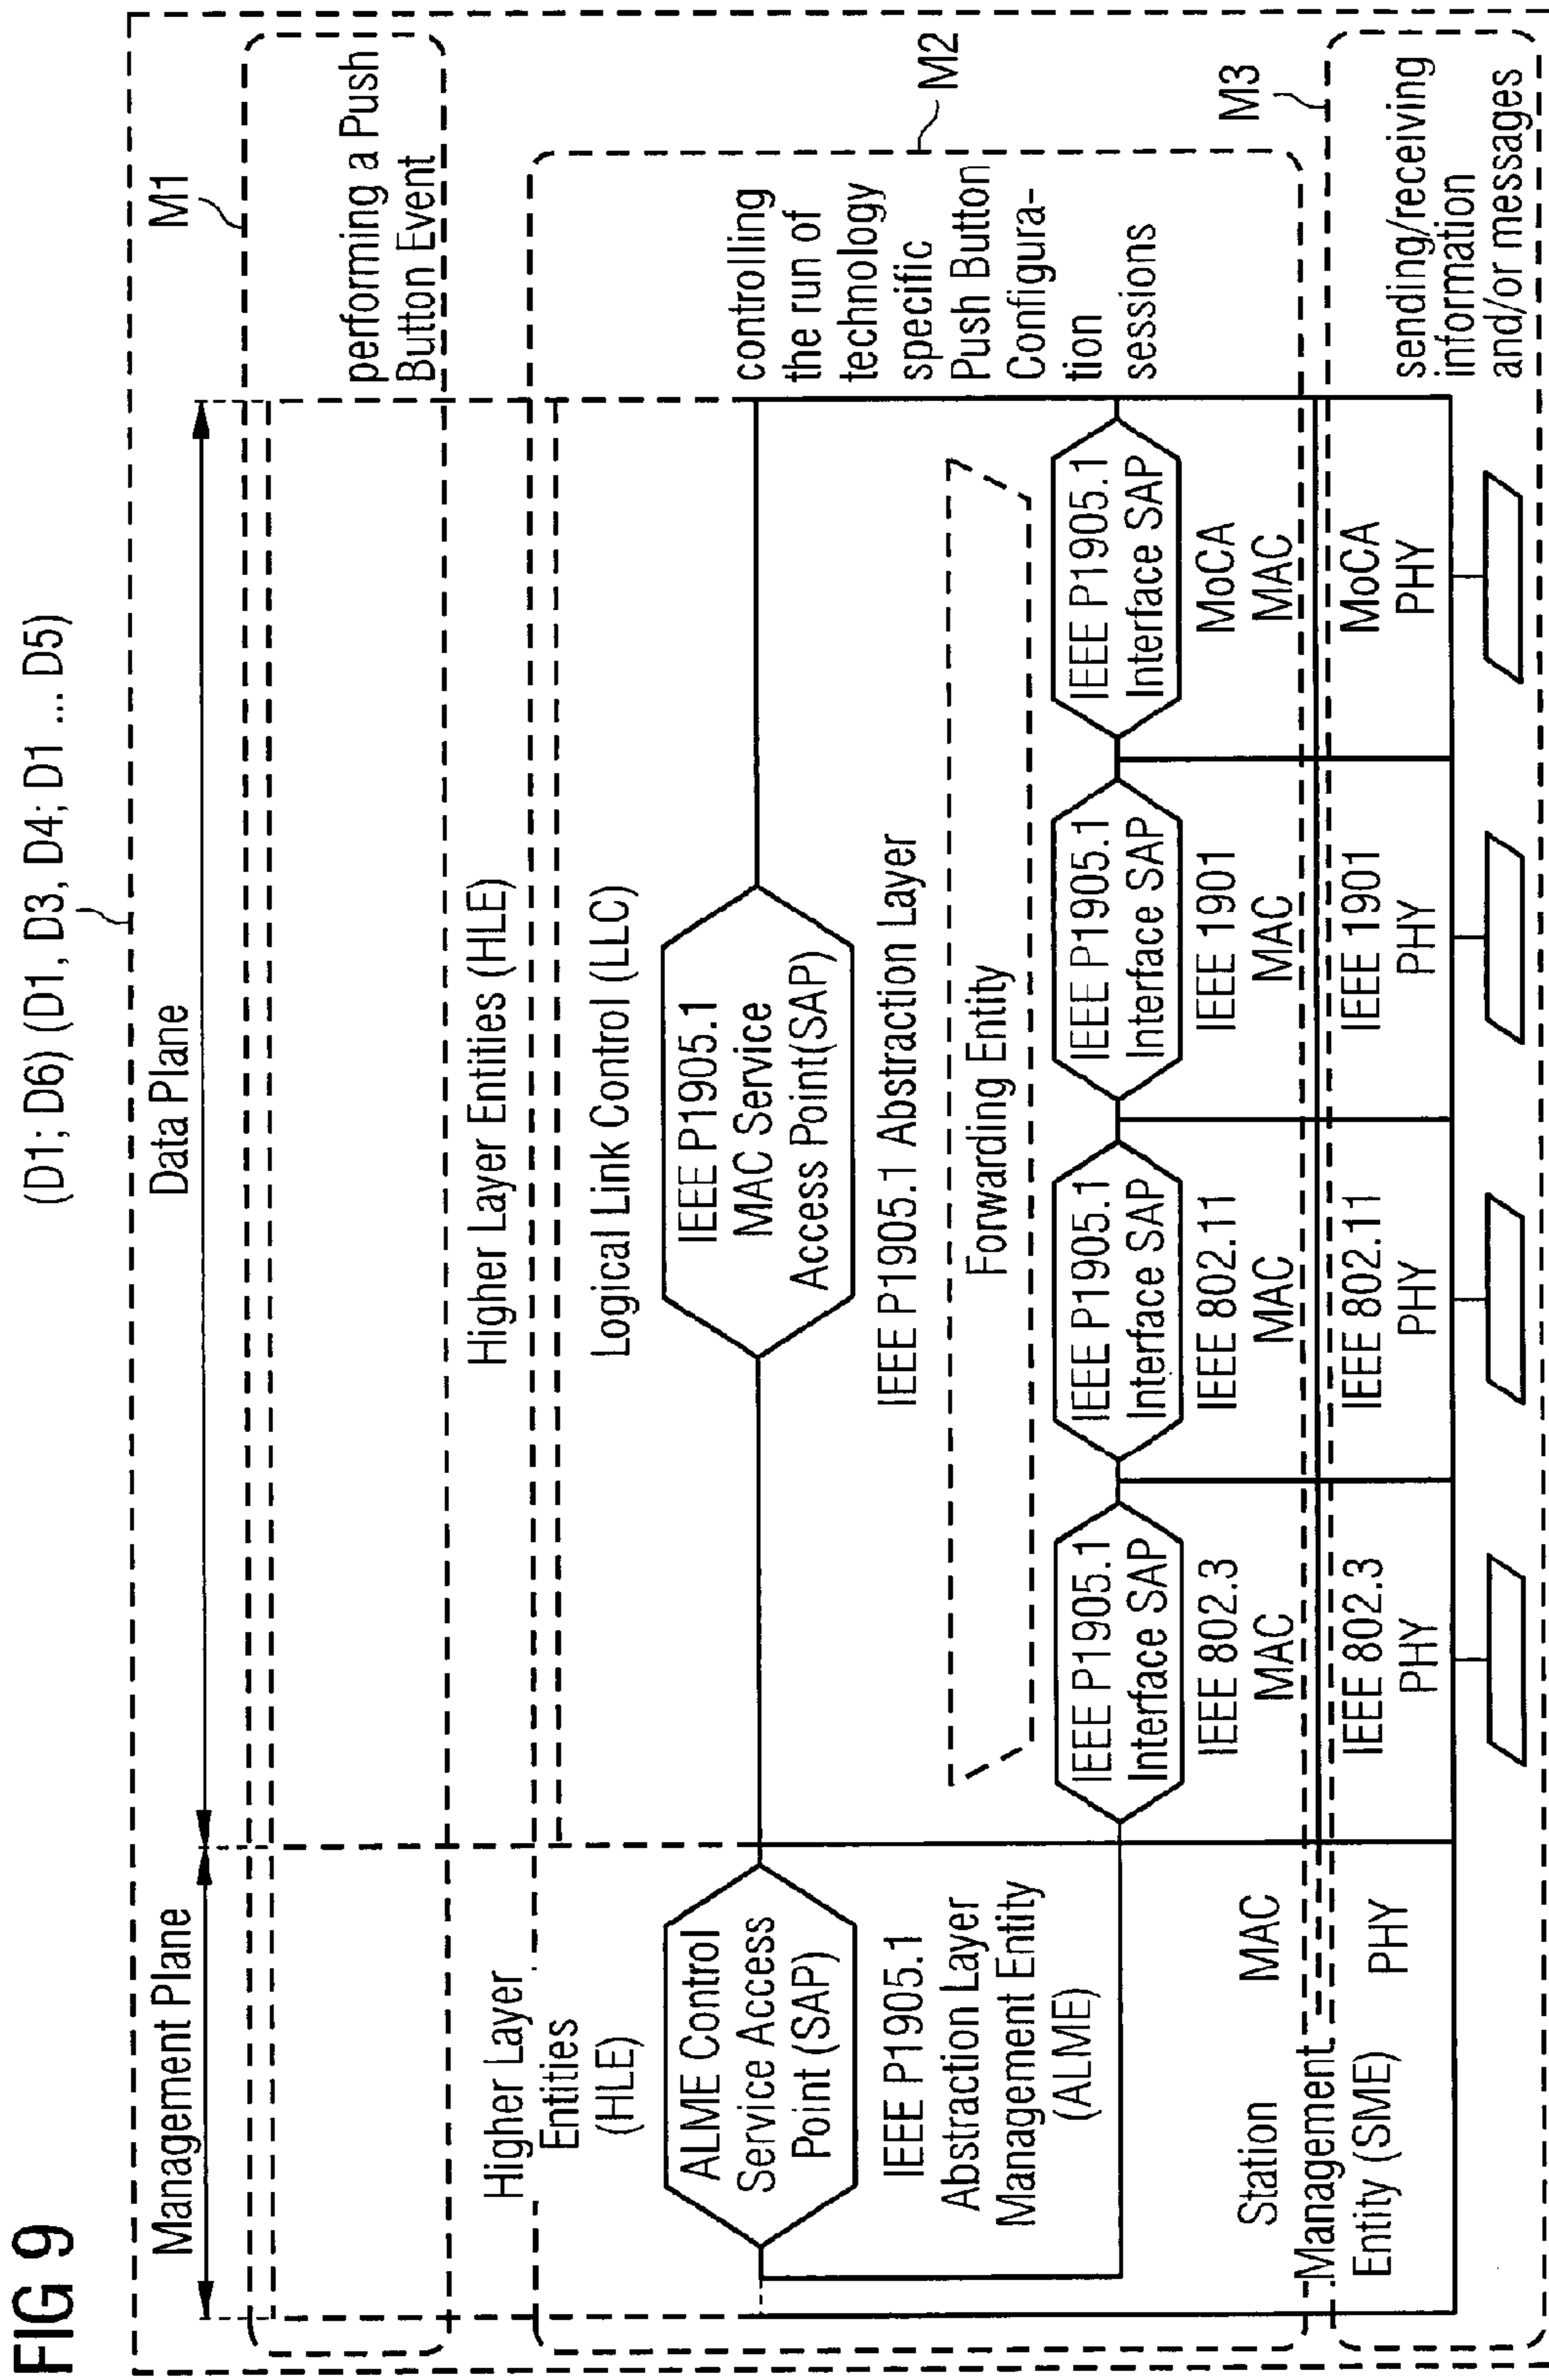 FIG 9
(D1; D6) (D1, D3, D4; D1 ... D5)
Management Plane
Data Plane
M1
performing a Push
Button Event
Higher Layer
Entities
(HLE)
Higher Layer Entities (HLE)
Logical Link Control (LLC)
M2
ALME Control
Service Access
Point (SAP)
IEEE P1905.1
MAC Service
Access Point(SAP)
controlling
the run of
technology
specific
Push Button
Configura-
tion
sessions
IEEE P1905.1
Abstraction Layer
Management Entity
(ALME)
IEEE P1905.1 Abstraction Layer
Forwarding Entity
IEEE P1905.1
Interface SAP
IEEE P1905.1
Interface SAP
IEEE P1905.1
Interface SAP
IEEE P1905.1
Interface SAP
M3
Station
Management
Entity (SME)
MAC
PHY
IEEE 802.3
MAC
IEEE 802.11
MAC
IEEE 1901
MAC
MoCA
MAC
IEEE 802.3
PHY
IEEE 802.11
PHY
IEEE 1901
PHY
MoCA
PHY
sending/receiving
information
and/or messages